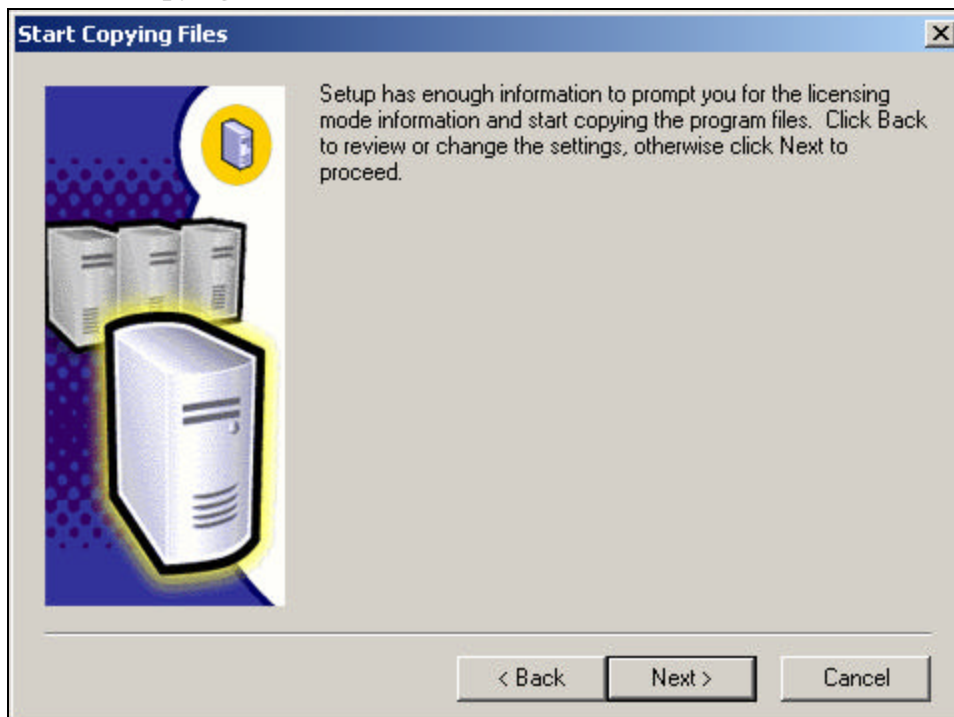 Start Copying Files
Setup has enough information to prompt you for the licensing
mode information and start copying the program files. Click Back
to review or change the settings, otherwise click Next to
proceed.
< Back
Next >
Cancel